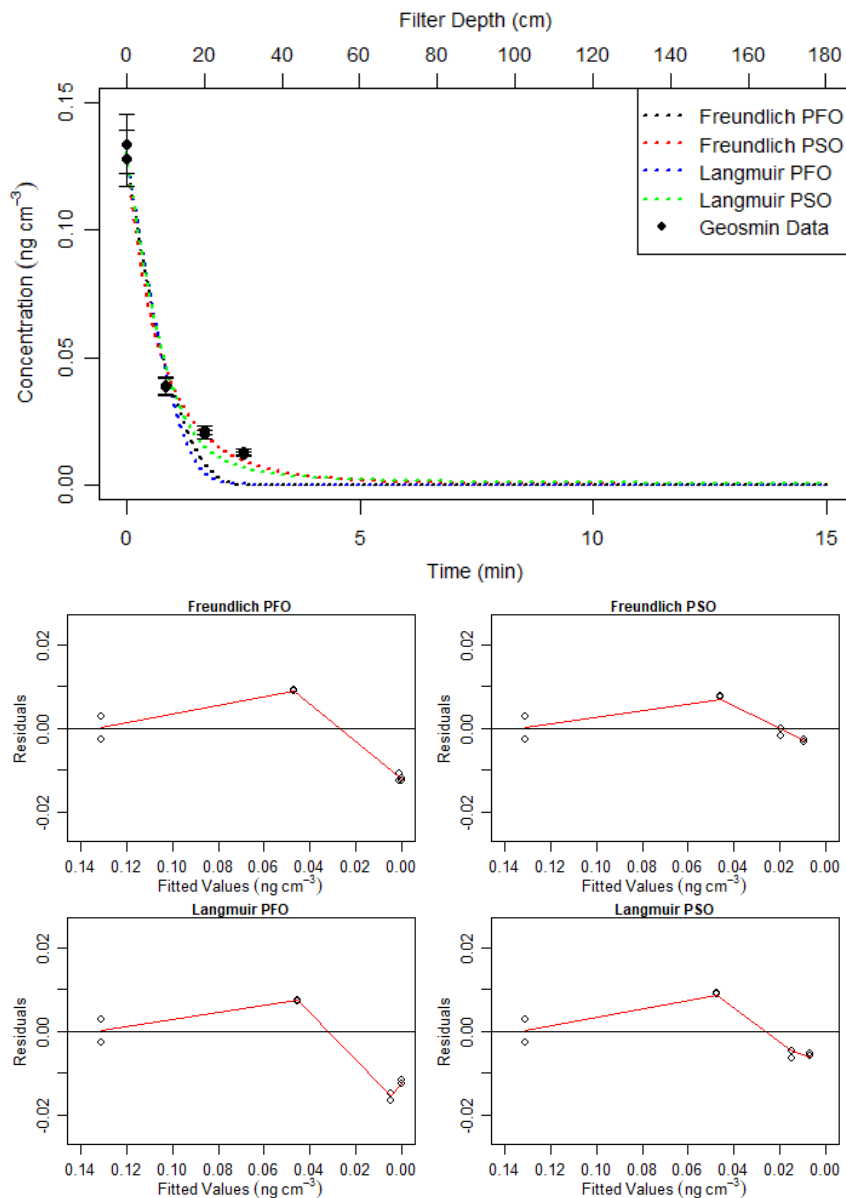 Filter Depth (cm)
0 20 40 60 80 100 120 140 160 180
Concentration (ng cm⁻³)
0.15
0.10
0.05
0.00
Freundlich PFO
Freundlich PSO
Langmuir PFO
Langmuir PSO
Geosmin Data
0 5 10 15
Time (min)
Freundlich PFO
Residuals
0.02
0.00
-0.02
0.14 0.12 0.10 0.08 0.06 0.04 0.02 0.00
Fitted Values (ng cm⁻³)
Freundlich PSO
Residuals
0.02
0.00
-0.02
0.14 0.12 0.10 0.08 0.06 0.04 0.02 0.00
Fitted Values (ng cm⁻³)
Langmuir PFO
Residuals
0.02
0.00
-0.02
0.14 0.12 0.10 0.08 0.06 0.04 0.02 0.00
Fitted Values (ng cm⁻³)
Langmuir PSO
Residuals
0.02
0.00
-0.02
0.14 0.12 0.10 0.08 0.06 0.04 0.02 0.00
Fitted Values (ng cm⁻³)